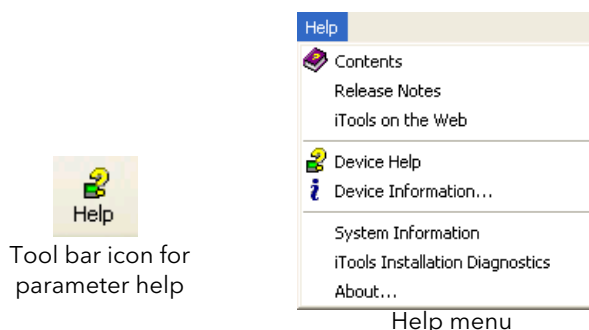 Help
Tool bar icon for
parameter help
Help
Contents
Release Notes
iTools on the Web
Device Help
Device Information...
System Information
iTools Installation Diagnostics
About...
Help menu